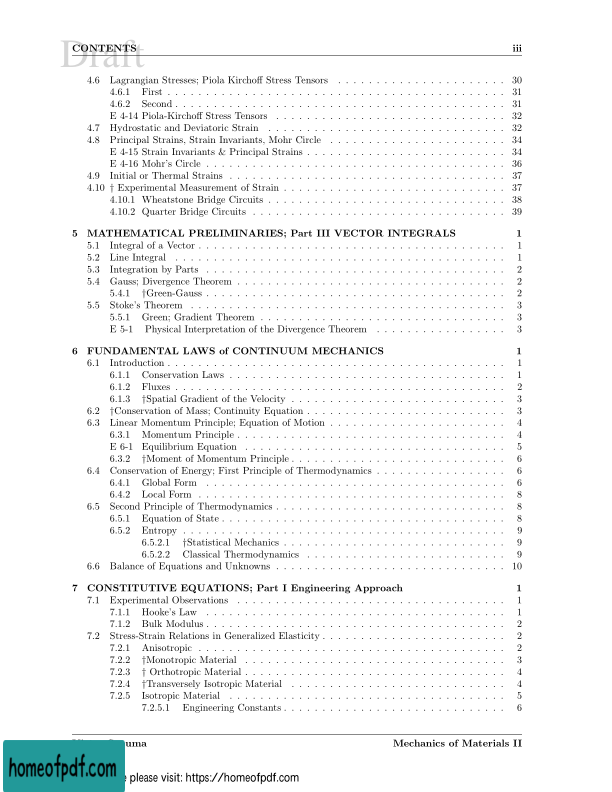 Draft
CONTENTS iii
4.6 Lagrangian Stresses; Piola Kirchoff Stress Tensors . . . . . . . . . . . . . . . . . . . . . . 30
4.6.1 First . . . . . . . . . . . . . . . . . . . . . . . . . . . . . . . . . . . . . . . . . . . . 31
4.6.2 Second . . . . . . . . . . . . . . . . . . . . . . . . . . . . . . . . . . . . . . . . . . . 31
E 4-14 Piola-Kirchoff Stress Tensors . . . . . . . . . . . . . . . . . . . . . . . . . . . . . . 32
4.7 Hydrostatic and Deviatoric Strain . . . . . . . . . . . . . . . . . . . . . . . . . . . . . . . 32
4.8 Principal Strains, Strain Invariants, Mohr Circle . . . . . . . . . . . . . . . . . . . . . . . 34
E 4-15 Strain Invariants & Principal Strains . . . . . . . . . . . . . . . . . . . . . . . . . . 34
E 4-16 Mohr's Circle . . . . . . . . . . . . . . . . . . . . . . . . . . . . . . . . . . . . . . . 36
4.9 Initial or Thermal Strains . . . . . . . . . . . . . . . . . . . . . . . . . . . . . . . . . . . . 37
4.10 † Experimental Measurement of Strain . . . . . . . . . . . . . . . . . . . . . . . . . . . . . 37
4.10.1 Wheatstone Bridge Circuits . . . . . . . . . . . . . . . . . . . . . . . . . . . . . . . 38
4.10.2 Quarter Bridge Circuits . . . . . . . . . . . . . . . . . . . . . . . . . . . . . . . . . 39
5 MATHEMATICAL PRELIMINARIES; Part III VECTOR INTEGRALS 1
5.1 Integral of a Vector . . . . . . . . . . . . . . . . . . . . . . . . . . . . . . . . . . . . . . . . 1
5.2 Line Integral . . . . . . . . . . . . . . . . . . . . . . . . . . . . . . . . . . . . . . . . . . . 1
5.3 Integration by Parts . . . . . . . . . . . . . . . . . . . . . . . . . . . . . . . . . . . . . . . 2
5.4 Gauss; Divergence Theorem . . . . . . . . . . . . . . . . . . . . . . . . . . . . . . . . . . . 2
5.4.1 †Green-Gauss . . . . . . . . . . . . . . . . . . . . . . . . . . . . . . . . . . . . . . . 2
5.5 Stoke's Theorem . . . . . . . . . . . . . . . . . . . . . . . . . . . . . . . . . . . . . . . . . 3
5.5.1 Green; Gradient Theorem . . . . . . . . . . . . . . . . . . . . . . . . . . . . . . . . 3
E 5-1 Physical Interpretation of the Divergence Theorem . . . . . . . . . . . . . . . . . 3
6 FUNDAMENTAL LAWS of CONTINUUM MECHANICS 1
6.1 Introduction . . . . . . . . . . . . . . . . . . . . . . . . . . . . . . . . . . . . . . . . . . . . 1
6.1.1 Conservation Laws . . . . . . . . . . . . . . . . . . . . . . . . . . . . . . . . . . . . 1
6.1.2 Fluxes . . . . . . . . . . . . . . . . . . . . . . . . . . . . . . . . . . . . . . . . . . . 2
6.1.3 †Spatial Gradient of the Velocity . . . . . . . . . . . . . . . . . . . . . . . . . . . . 3
6.2 †Conservation of Mass; Continuity Equation . . . . . . . . . . . . . . . . . . . . . . . . . . 3
6.3 Linear Momentum Principle; Equation of Motion . . . . . . . . . . . . . . . . . . . . . . . 4
6.3.1 Momentum Principle . . . . . . . . . . . . . . . . . . . . . . . . . . . . . . . . . . . 4
E 6-1 Equilibrium Equation . . . . . . . . . . . . . . . . . . . . . . . . . . . . . . . . . . 5
6.3.2 †Moment of Momentum Principle . . . . . . . . . . . . . . . . . . . . . . . . . . . . 6
6.4 Conservation of Energy; First Principle of Thermodynamics . . . . . . . . . . . . . . . . . 6
6.4.1 Global Form . . . . . . . . . . . . . . . . . . . . . . . . . . . . . . . . . . . . . . . 6
6.4.2 Local Form . . . . . . . . . . . . . . . . . . . . . . . . . . . . . . . . . . . . . . . . 8
6.5 Second Principle of Thermodynamics . . . . . . . . . . . . . . . . . . . . . . . . . . . . . . 8
6.5.1 Equation of State . . . . . . . . . . . . . . . . . . . . . . . . . . . . . . . . . . . . . 8
6.5.2 Entropy . . . . . . . . . . . . . . . . . . . . . . . . . . . . . . . . . . . . . . . . . . 9
6.5.2.1 †Statistical Mechanics . . . . . . . . . . . . . . . . . . . . . . . . . . . . . 9
6.5.2.2 Classical Thermodynamics . . . . . . . . . . . . . . . . . . . . . . . . . . 9
6.6 Balance of Equations and Unknowns . . . . . . . . . . . . . . . . . . . . . . . . . . . . . . 10
7 CONSTITUTIVE EQUATIONS; Part I Engineering Approach 1
7.1 Experimental Observations . . . . . . . . . . . . . . . . . . . . . . . . . . . . . . . . . . . 1
7.1.1 Hooke's Law . . . . . . . . . . . . . . . . . . . . . . . . . . . . . . . . . . . . . . . 1
7.1.2 Bulk Modulus . . . . . . . . . . . . . . . . . . . . . . . . . . . . . . . . . . . . . . . 2
7.2 Stress-Strain Relations in Generalized Elasticity . . . . . . . . . . . . . . . . . . . . . . . . 2
7.2.1 Anisotropic . . . . . . . . . . . . . . . . . . . . . . . . . . . . . . . . . . . . . . . . 2
7.2.2 †Monotropic Material . . . . . . . . . . . . . . . . . . . . . . . . . . . . . . . . . . 3
7.2.3 † Orthotropic Material . . . . . . . . . . . . . . . . . . . . . . . . . . . . . . . . . . 4
7.2.4 †Transversely Isotropic Material . . . . . . . . . . . . . . . . . . . . . . . . . . . . 4
7.2.5 Isotropic Material . . . . . . . . . . . . . . . . . . . . . . . . . . . . . . . . . . . . 5
7.2.5.1 Engineering Constants . . . . . . . . . . . . . . . . . . . . . . . . . . . . . 6
Mechanics of Materials II
homeofpdf.com
please visit: https://homeofpdf.com